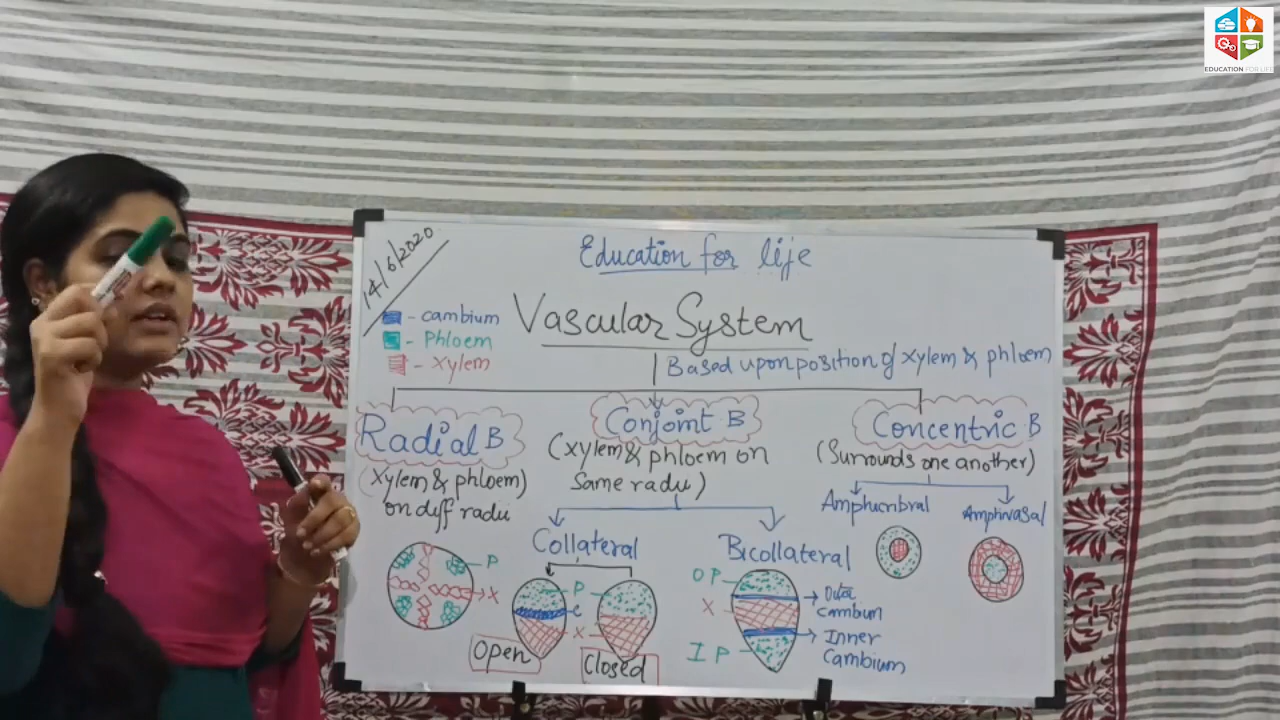 EDUCATION FOR LIFE
14/6/2020
Education for life
- cambium
- Phloem
- Xylem
Vascular System
Based upon position of xylem & phloem
Radial B
(Xylem & phloem)
on diff radii
Conjoint B
(xylem & phloem on
same radii)
Concentric B
(Surrounds one another)
Collateral
Bicollateral
Amphicribral
Amphivasal
P
X
P
c
X
Open
Closed
O P
X
I P
Outer
Cambium
Inner
Cambium